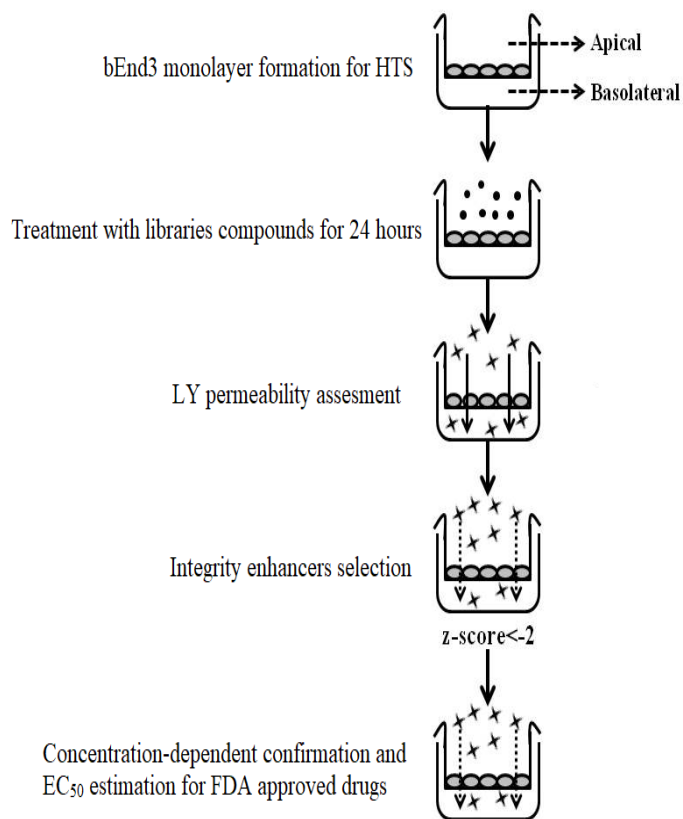 Apical
bEnd3 monolayer formation for HTS
Basolateral
Treatment with libraries compounds for 24 hours
LY permeability assesment
Integrity enhancers selection
z-score<-2
Concentration-dependent confirmation and
EC₅₀ estimation for FDA approved drugs